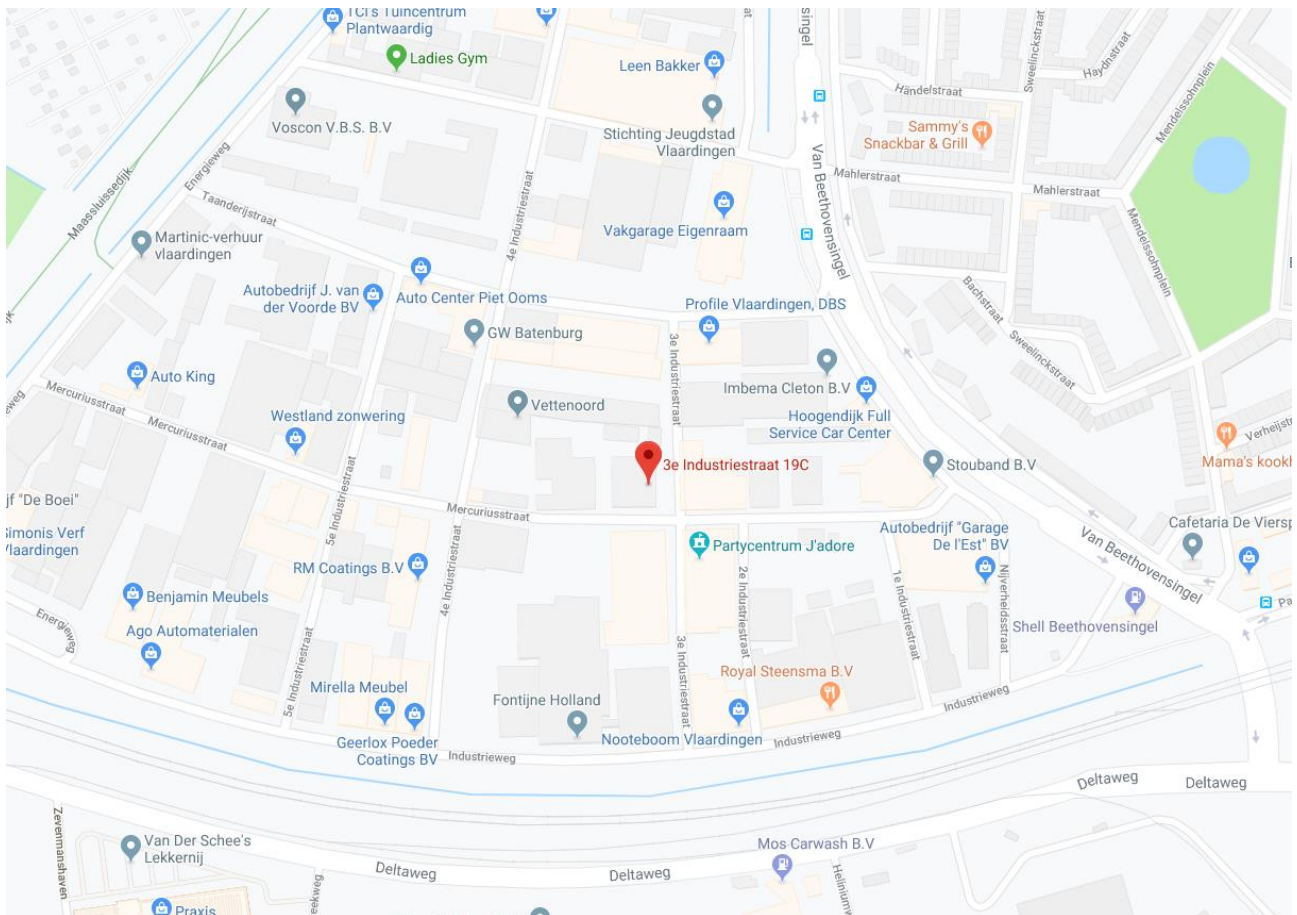 TCI's Tuincentrum
Plantwaardig
Ladies Gym
Leen Bakker
Voscon V.B.S. B.V
Stichting Jeugdstad
Vlaardingen
Händelstraat
Sweelinckstraat
Haydnstraat
Mendelssohnplein
Sammy's
Snackbar & Grill
Van Beethovensingel
Mahlerstraat
Mahlerstraat
Maassluissedijk
Energieweg
Taanderijstraat
4e Industriestraat
Vakgarage Eigenraam
Mendelssohnplein
Martinic-verhuur
vlaardingen
Autobedrijf J. van
der Voorde BV
Auto Center Piet Ooms
Profile Vlaardingen, DBS
Bachstraat
Sweelinckstraat
GW Batenburg
3e Industriestraat
Auto King
Imbema Cleton B.V
Mercuriusstraat
Mercuriusstraat
Westland zonwering
Vettenoord
Hoogendijk Full
Service Car Center
Mama's
3e Industriestraat 19C
Stouband B.V
jf "De Boei"
Simonis Verf
Vlaardingen
5e Industriestraat
Mercuriusstraat
Autobedrijf "Garage
De l'Est" BV
Cafetaria De
Van Beethovensingel
Partycentrum J'adore
RM Coatings B.V
4e Industriestraat
2e Industriestraat
1e Industriestraat
Nijverheidsstraat
Benjamin Meubels
Energieweg
Ago Automaterialen
Shell Beethovensingel
5e Industriestraat
3e Industriestraat
Royal Steensma B.V
Mirella Meubel
Fontijne Holland
Industrieweg
Geerlox Poeder
Coatings BV
Nooteboom Vlaardingen
Industrieweg
Industrieweg
Deltaweg
Deltaweg
Zevenmanshaven
Van Der Schee's
Lekkernij
Mos Carwash B.V
Deltaweg
Deltaweg
Praxis